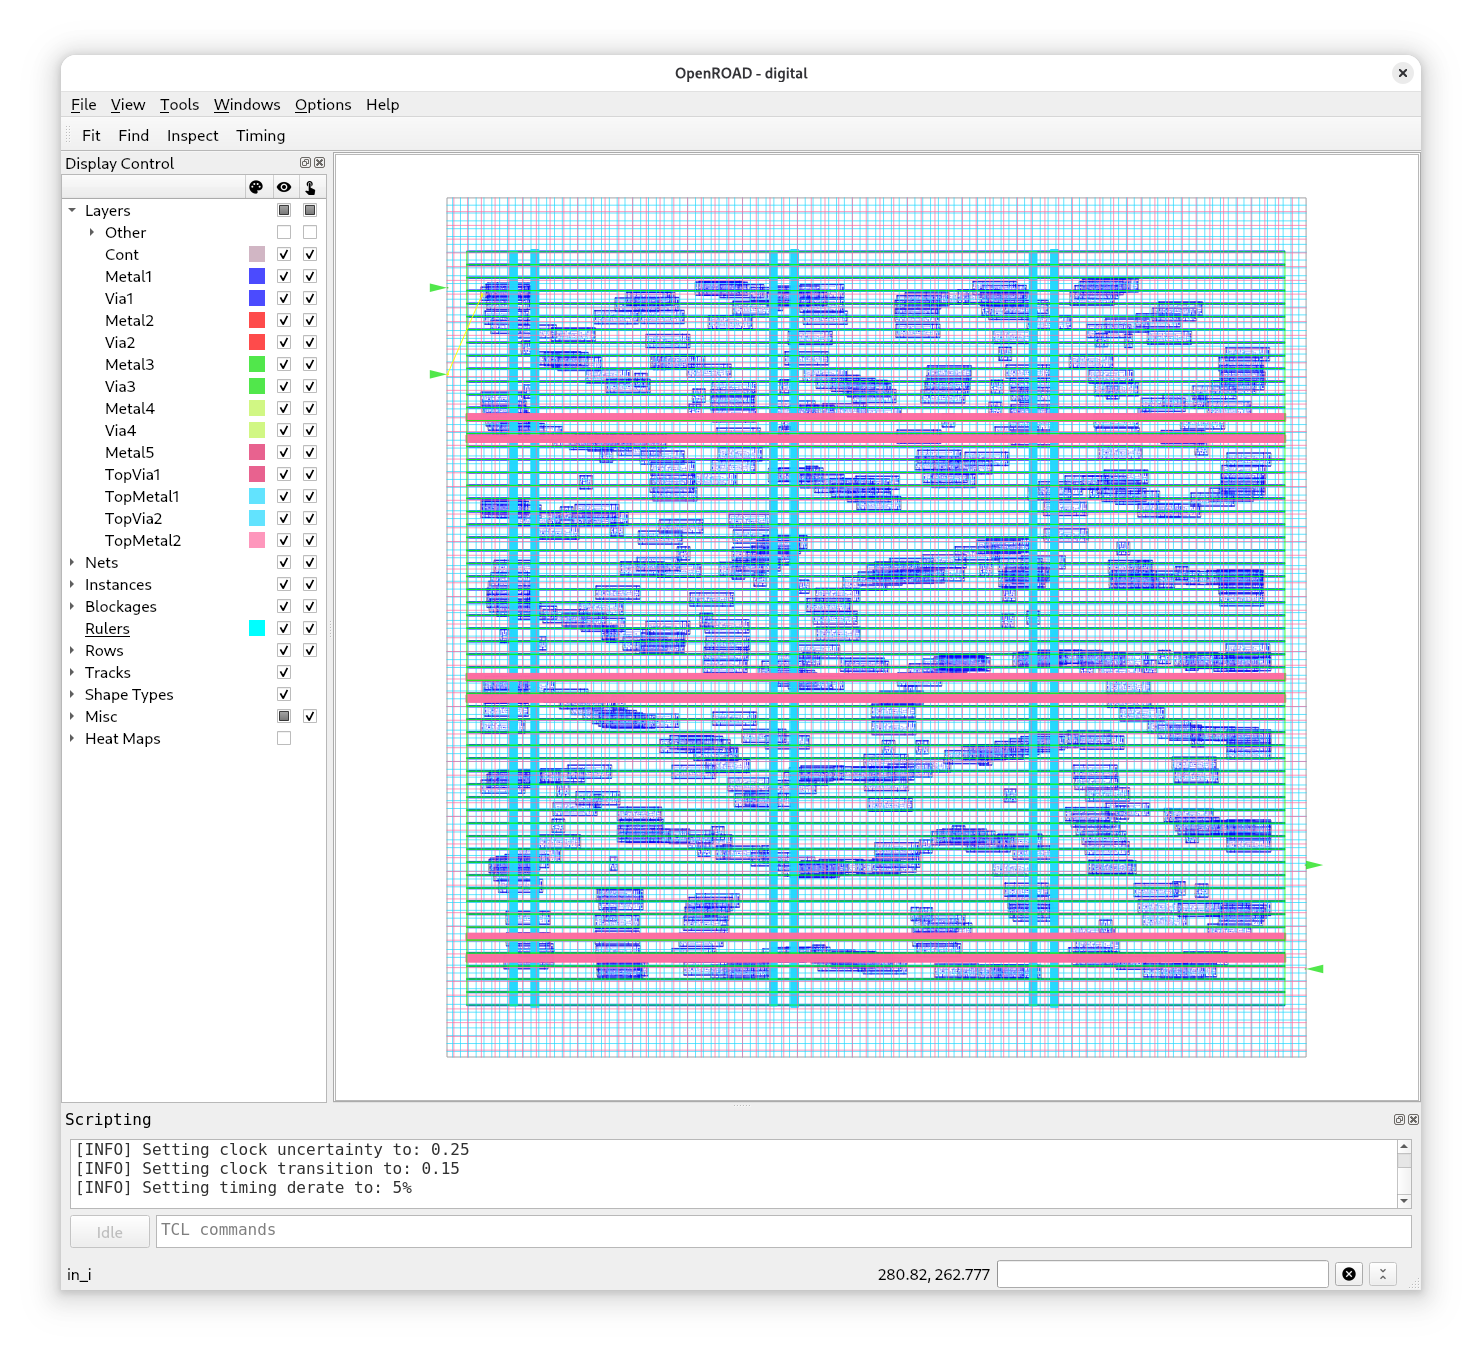 OpenROAD - digital
File View Tools Windows Options Help
Fit Find Inspect Timing
Display Control
Layers
Other
Cont
Metal1
Via1
Metal2
Via2
Metal3
Via3
Metal4
Via4
Metal5
TopVia1
TopMetal1
TopVia2
TopMetal2
Nets
Instances
Blockages
Rulers
Rows
Tracks
Shape Types
Misc
Heat Maps
Scripting
[INFO] Setting clock uncertainty to: 0.25
[INFO] Setting clock transition to: 0.15
[INFO] Setting timing derate to: 5%
Idle TCL commands
in_i 280.82, 262.777